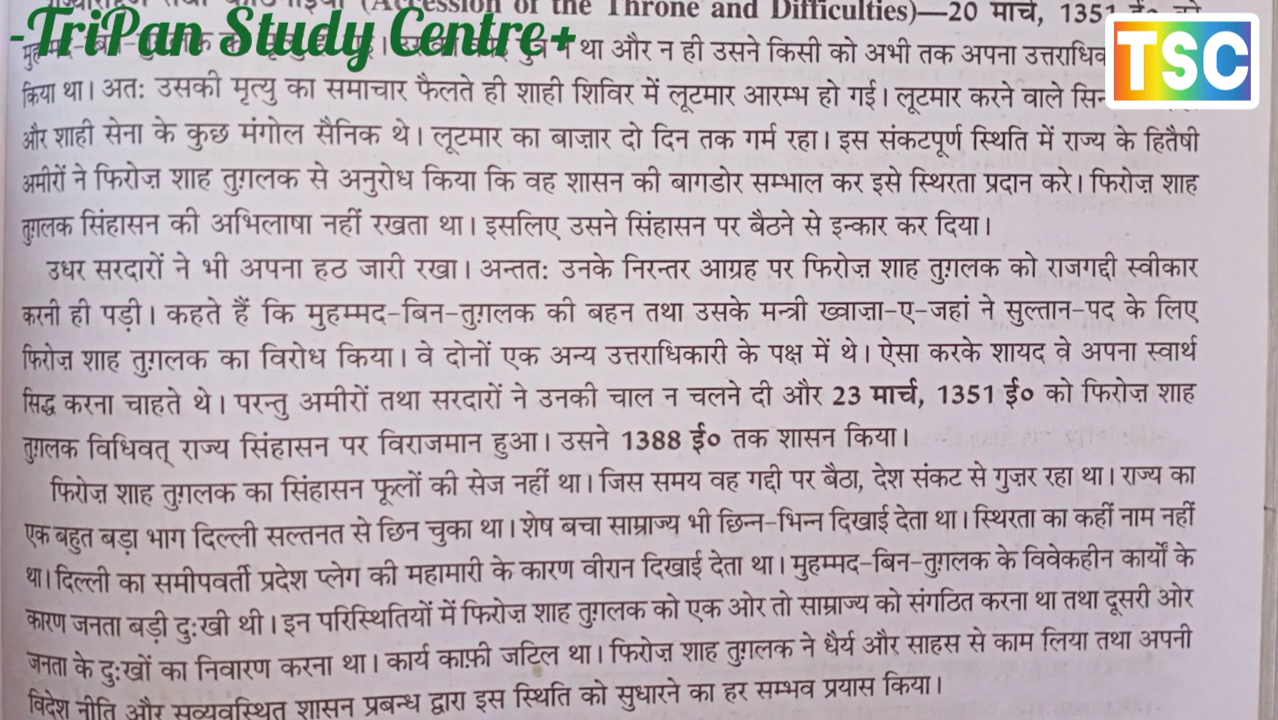 (Accession of the Throne and Difficulties)—20 मार्च, 1351 ई०
-TriPan Study Centre+
TSC
था और न ही उसने किसी को अभी तक अपना
किया था। अतः उसकी मृत्यु का समाचार फैलते ही शाही शिविर में लूटमार आरम्भ हो गई। लूटमार करने वाले
और शाही सेना के कुछ मंगोल सैनिक थे। लूटमार का बाज़ार दो दिन तक गर्म रहा। इस संकटपूर्ण स्थिति में राज्य के हितैषी
अमीरों ने फिरोज़ शाह तुग़लक से अनुरोध किया कि वह शासन की बागडोर सम्भाल कर इसे स्थिरता प्रदान करे। फिरोज़ शाह
तुग़लक सिंहासन की अभिलाषा नहीं रखता था। इसलिए उसने सिंहासन पर बैठने से इन्कार कर दिया।
उधर सरदारों ने भी अपना हठ जारी रखा। अन्ततः उनके निरन्तर आग्रह पर फिरोज़ शाह तुग़लक को राजगद्दी स्वीकार
करनी ही पड़ी। कहते हैं कि मुहम्मद-बिन-तुग़लक की बहन तथा उसके मन्त्री ख्वाजा-ए-जहां ने सुल्तान-पद के लिए
फिरोज़ शाह तुग़लक का विरोध किया। वे दोनों एक अन्य उत्तराधिकारी के पक्ष में थे। ऐसा करके शायद वे अपना स्वार्थ
सिद्ध करना चाहते थे। परन्तु अमीरों तथा सरदारों ने उनकी चाल न चलने दी और 23 मार्च, 1351 ई० को फिरोज़ शाह
तुग़लक विधिवत् राज्य सिंहासन पर विराजमान हुआ। उसने 1388 ई० तक शासन किया।
फिरोज़ शाह तुग़लक का सिंहासन फूलों की सेज नहीं था। जिस समय वह गद्दी पर बैठा, देश संकट से गुज़र रहा था। राज्य का
एक बहुत बड़ा भाग दिल्ली सल्तनत से छिन चुका था। शेष बचा साम्राज्य भी छिन्न-भिन्न दिखाई देता था। स्थिरता का कहीं नाम नहीं
था। दिल्ली का समीपवर्ती प्रदेश प्लेग की महामारी के कारण वीरान दिखाई देता था। मुहम्मद-बिन-तुग़लक के विवेकहीन कार्यों के
कारण जनता बड़ी दुःखी थी। इन परिस्थितियों में फिरोज़ शाह तुग़लक को एक ओर तो साम्राज्य को संगठित करना था तथा दूसरी ओर
जनता के दुःखों का निवारण करना था। कार्य काफ़ी जटिल था। फिरोज़ शाह तुग़लक ने धैर्य और साहस से काम लिया तथा अपनी
विदेश नीति और सुव्यवस्थित शासन प्रबन्ध द्वारा इस स्थिति को सुधारने का हर सम्भव प्रयास किया।